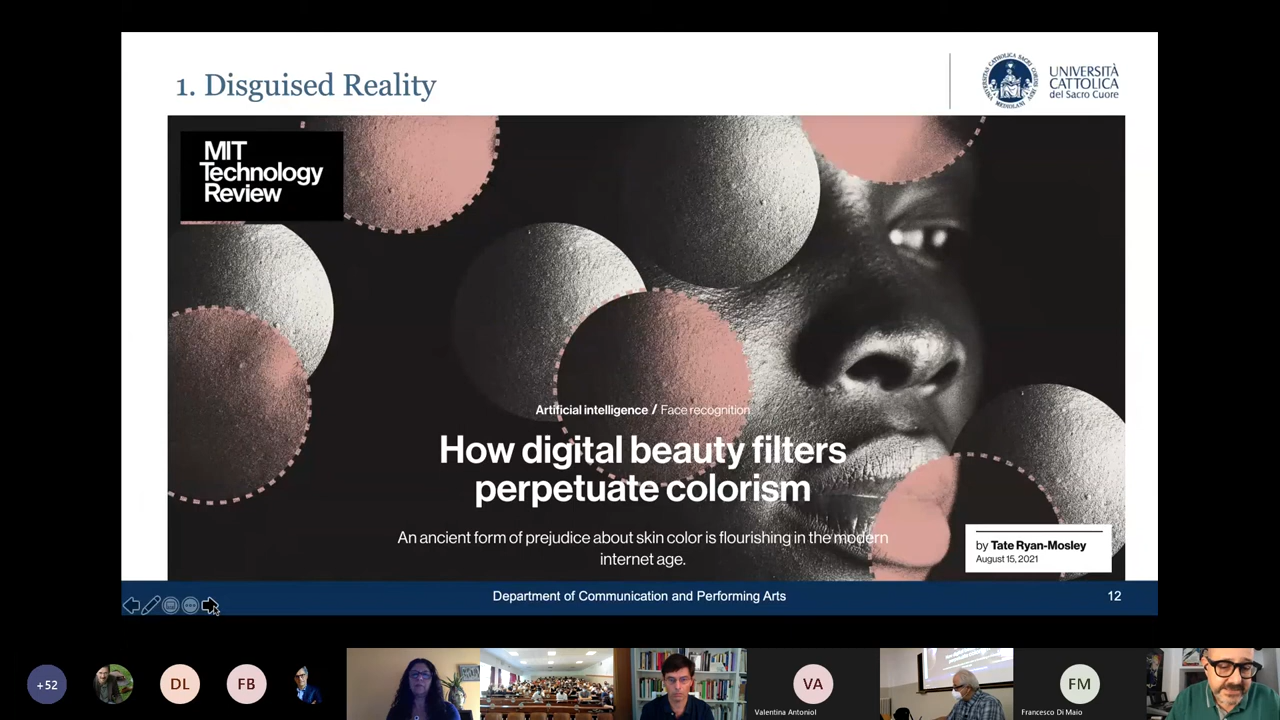 1. Disguised Reality
UNIVERSITÀ
CATTOLICA
del Sacro Cuore
MIT
Technology
Review
Artificial intelligence / Face recognition
How digital beauty filters
perpetuate colorism
An ancient form of prejudice about skin color is flourishing in the modern
internet age.
by Tate Ryan-Mosley
August 15, 2021
Department of Communication and Performing Arts
12
+52
DL
FB
VA
Valentina Antoniol
FM
Francesco Di Maio